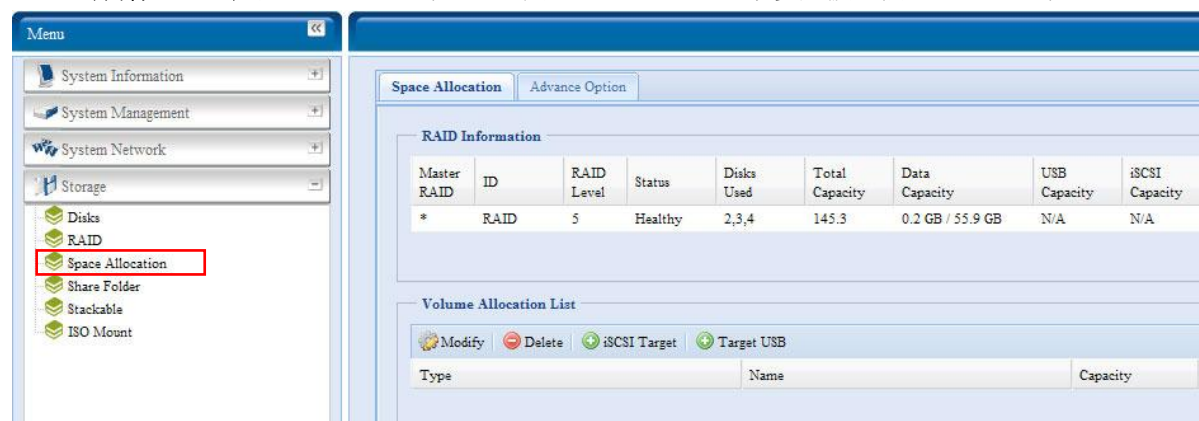 Menu
System Information
System Management
System Network
Storage
Disks
RAID
Space Allocation
Share Folder
Stackable
ISO Mount
Space Allocation Advance Option
RAID Information
Master RAID ID RAID Level Status Disks Used Total Capacity Data Capacity USB Capacity iSCSI Capacity
* RAID 5 Healthy 2,3,4 145.3 0.2 GB / 55.9 GB N/A N/A
Volume Allocation List
Modify Delete iSCSI Target Target USB
Type Name Capacity